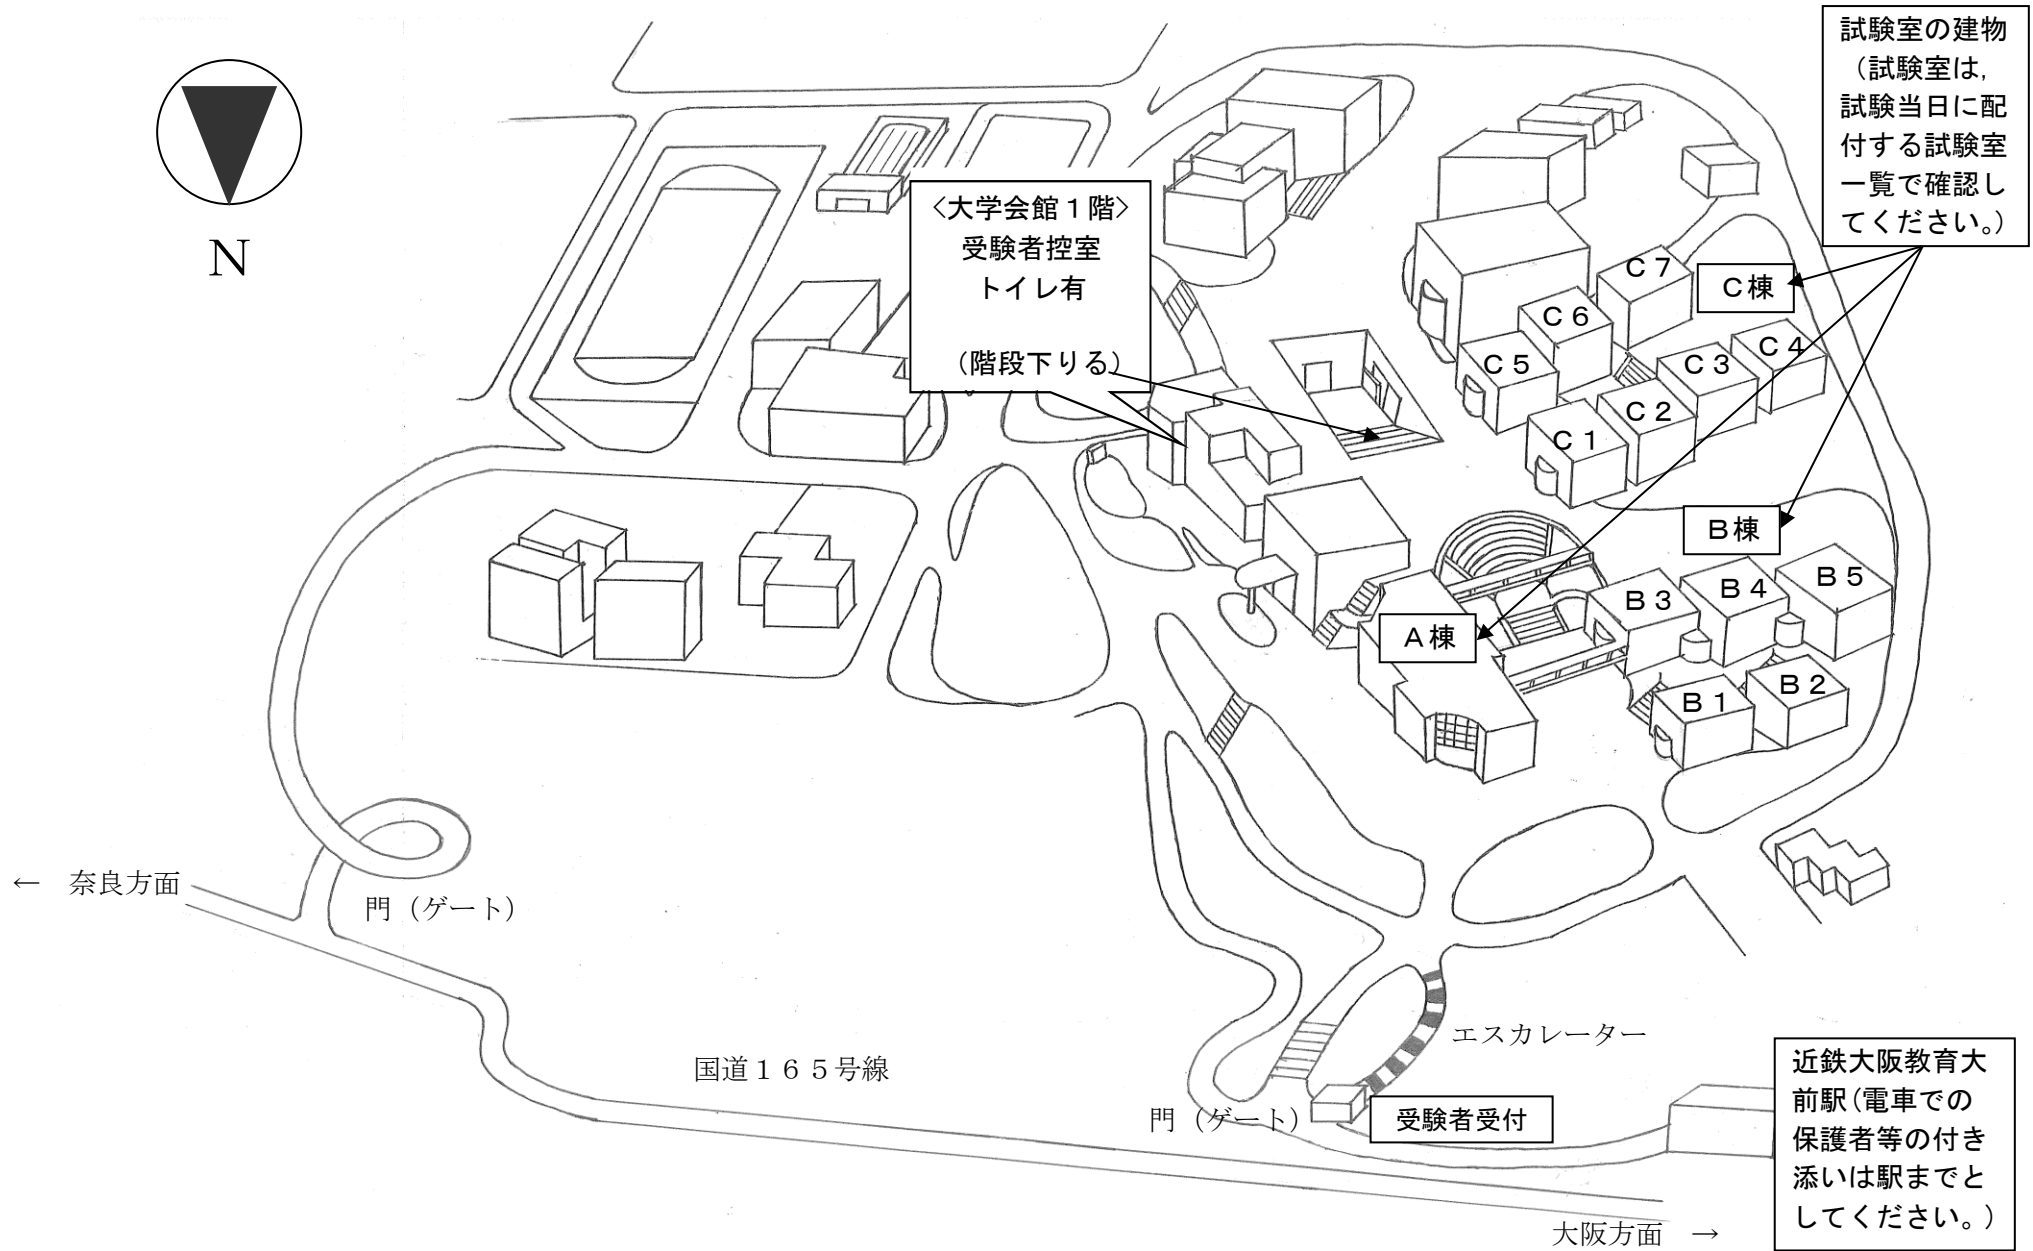 試験室の建物
（試験室は，
試験当日に配
付する試験室
一覧で確認し
てください。）
N
＜大学会館１階＞
受験者控室
トイレ有
（階段下りる）
Ｃ７
Ｃ棟
Ｃ６
Ｃ５
Ｃ４
Ｃ３
Ｃ２
Ｃ１
Ｂ棟
Ｂ５
Ｂ４
Ｂ３
Ａ棟
Ｂ２
Ｂ１
←　奈良方面
門（ゲート）
エスカレーター
国道１６５号線
門（ゲート）
受験者受付
近鉄大阪教育大
前駅（電車での
保護者等の付き
添いは駅までと
してください。）
大阪方面　→